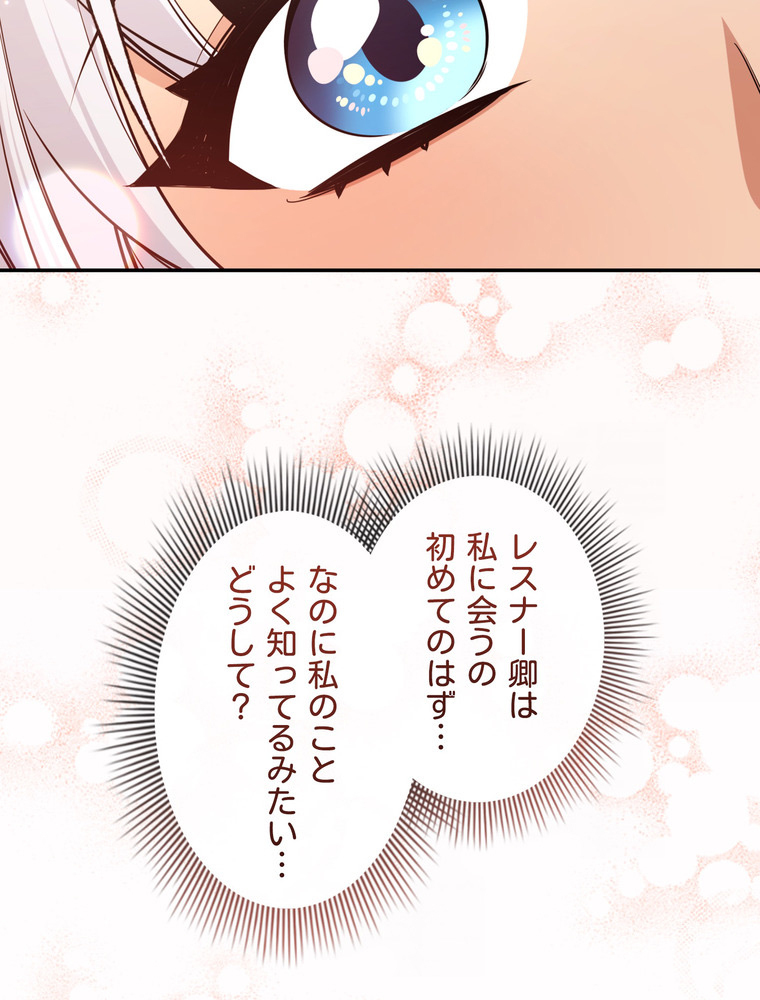 レスナー卿は
私に会うの
初めてのはず…
なのに私のこと
よく知ってるみたい…
どうして？